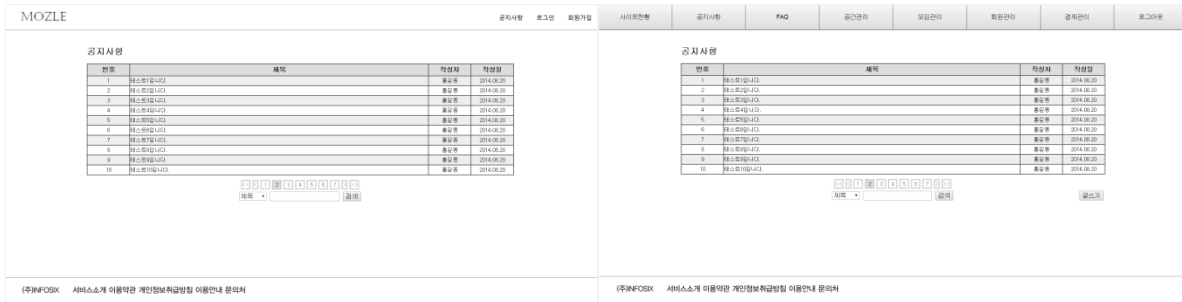 MOZLE 공지사항 로그인 회원가입
공지사항
번호 제목 작성자 작성일
1 테스트1입니다. 홍길동 2014.08.20
2 테스트2입니다. 홍길동 2014.08.20
3 테스트3입니다. 홍길동 2014.08.20
4 테스트4입니다. 홍길동 2014.08.20
5 테스트5입니다. 홍길동 2014.08.20
6 테스트6입니다. 홍길동 2014.08.20
7 테스트7입니다. 홍길동 2014.08.20
8 테스트8입니다. 홍길동 2014.08.20
9 테스트9입니다. 홍길동 2014.08.20
10 테스트10입니다. 홍길동 2014.08.20
<< < 1 2 3 4 5 6 7 > >>
제목 검색
(주)INFOSIX 서비스소개 이용약관 개인정보취급방침 이용안내 문의처
사이트현황 공지사항 FAQ 공간관리 모임관리 회원관리 결제관리 로그아웃
공지사항
번호 제목 작성자 작성일
1 테스트1입니다. 홍길동 2014.08.20
2 테스트2입니다. 홍길동 2014.08.20
3 테스트3입니다. 홍길동 2014.08.20
4 테스트4입니다. 홍길동 2014.08.20
5 테스트5입니다. 홍길동 2014.08.20
6 테스트6입니다. 홍길동 2014.08.20
7 테스트7입니다. 홍길동 2014.08.20
8 테스트8입니다. 홍길동 2014.08.20
9 테스트9입니다. 홍길동 2014.08.20
10 테스트10입니다. 홍길동 2014.08.20
<< < 1 2 3 4 5 6 7 > >>
제목 검색 글쓰기
(주)INFOSIX 서비스소개 이용약관 개인정보취급방침 이용안내 문의처